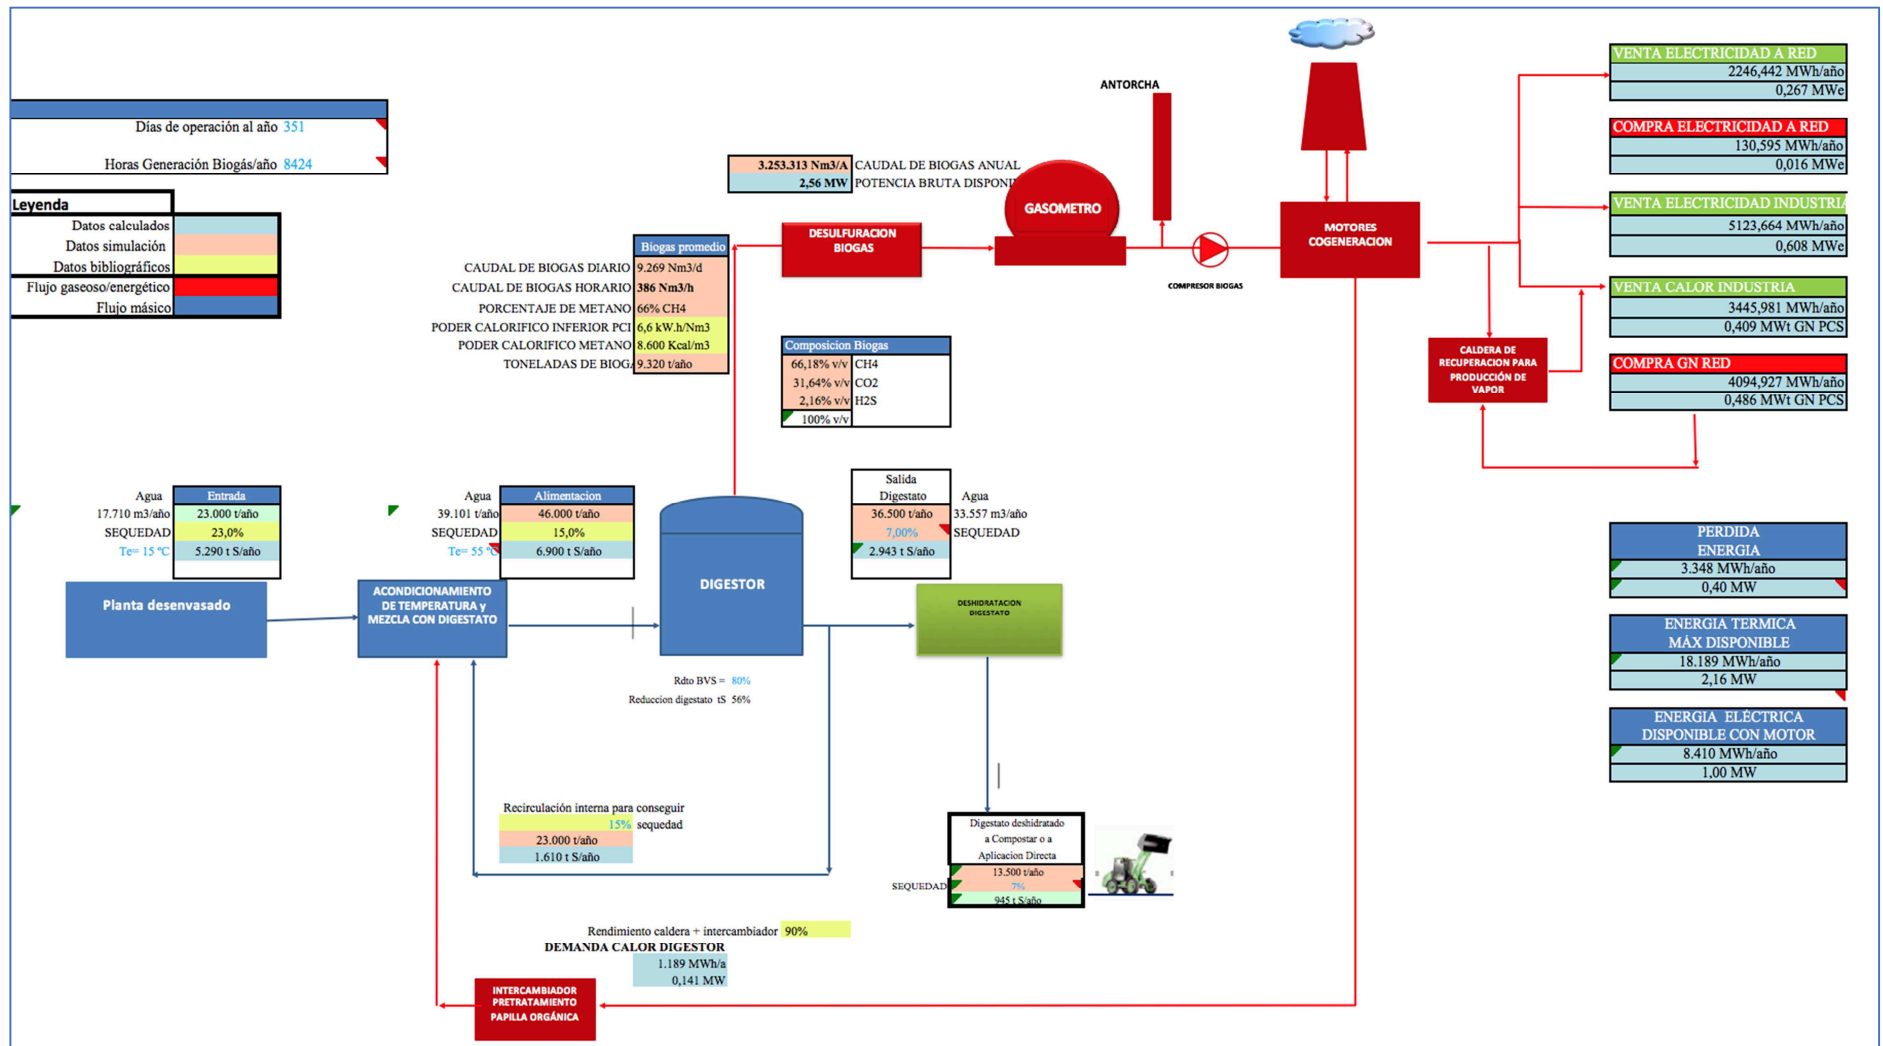 Días de operación al año 351
Horas Generación Biogás/año 8424
Leyenda
Datos calculados
Datos simulación
Datos bibliográficos
Flujo gaseoso/energético
Flujo másico
3.253.313 Nm3/A CAUDAL DE BIOGAS ANUAL
2,56 MW POTENCIA BRUTA DISPONI
Biogas promedio
CAUDAL DE BIOGAS DIARIO 9.269 Nm3/d
CAUDAL DE BIOGAS HORARIO 386 Nm3/h
PORCENTAJE DE METANO 66% CH4
PODER CALORIFICO INFERIOR PCI 6,6 kW.h/Nm3
PODER CALORIFICO METANO 8.600 Kcal/m3
TONELADAS DE BIOGA 9.320 t/año
DESULFURACION
BIOGAS
GASOMETRO
ANTORCHA
COMPRESOR BIOGAS
MOTORES
COGENERACION
Composicion Biogas
66,18% v/v CH4
31,64% v/v CO2
2,16% v/v H2S
100% v/v
CALDERA DE
RECUPERACION PARA
PRODUCCIÓN DE
VAPOR
VENTA ELECTRICIDAD A RED
2246,442 MWh/año
0,267 MWe
COMPRA ELECTRICIDAD A RED
130,595 MWh/año
0,016 MWe
VENTA ELECTRICIDAD INDUSTRIA
5123,664 MWh/año
0,608 MWe
VENTA CALOR INDUSTRIA
3445,981 MWh/año
0,409 MWt GN PCS
COMPRA GN RED
4094,927 MWh/año
0,486 MWt GN PCS
Agua Entrada
17.710 m3/año 23.000 t/año
SEQUEDAD 23,0%
Te= 15 ºC 5.290 t S/año
Agua Alimentacion
39.101 t/año 46.000 t/año
SEQUEDAD 15,0%
Te= 55 ºC 6.900 t S/año
Salida
Digestato Agua
36.500 t/año 33.557 m3/año
7,00% SEQUEDAD
2.943 t S/año
Planta desenvasado
ACONDICIONAMIENTO
DE TEMPERATURA y
MEZCLA CON DIGESTATO
DIGESTOR
DESHIDRATACION
DIGESTATO
Rdto BVS = 80%
Reduccion digestato tS 56%
PERDIDA
ENERGIA
3.348 MWh/año
0,40 MW
ENERGIA TERMICA
MÁX DISPONIBLE
18.189 MWh/año
2,16 MW
ENERGIA ELÉCTRICA
DISPONIBLE CON MOTOR
8.410 MWh/año
1,00 MW
Recirculación interna para conseguir
15% sequedad
23.000 t/año
1.610 t S/año
Digestato deshidratado
a Compostar o a
Aplicacion Directa
13.500 t/año
SEQUEDAD 7%
945 t S/año
Rendimiento caldera + intercambiador 90%
DEMANDA CALOR DIGESTOR
1.189 MWh/a
0,141 MW
INTERCAMBIADOR
PRETRATAMIENTO
PAPILLA ORGÁNICA